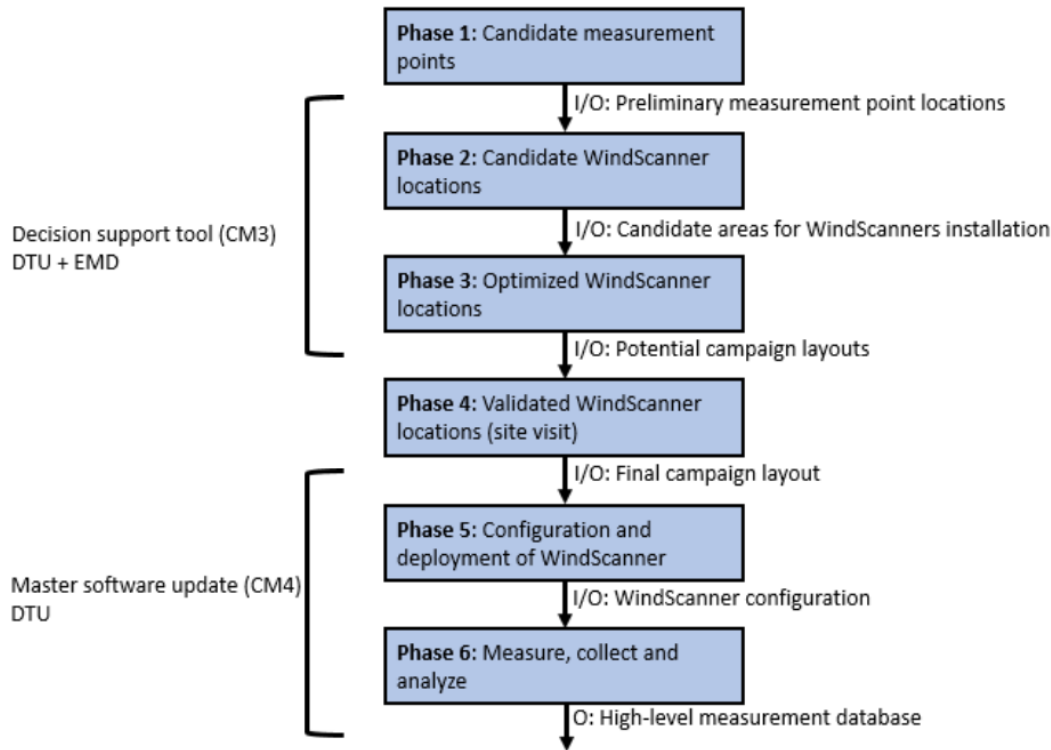 Phase 1: Candidate measurement
points
I/O: Preliminary measurement point locations
Phase 2: Candidate WindScanner
locations
I/O: Candidate areas for WindScanners installation
Decision support tool (CM3)
DTU + EMD
Phase 3: Optimized WindScanner
locations
I/O: Potential campaign layouts
Phase 4: Validated WindScanner
locations (site visit)
I/O: Final campaign layout
Phase 5: Configuration and
deployment of WindScanner
Master software update (CM4)
DTU
I/O: WindScanner configuration
Phase 6: Measure, collect and
analyze
O: High-level measurement database